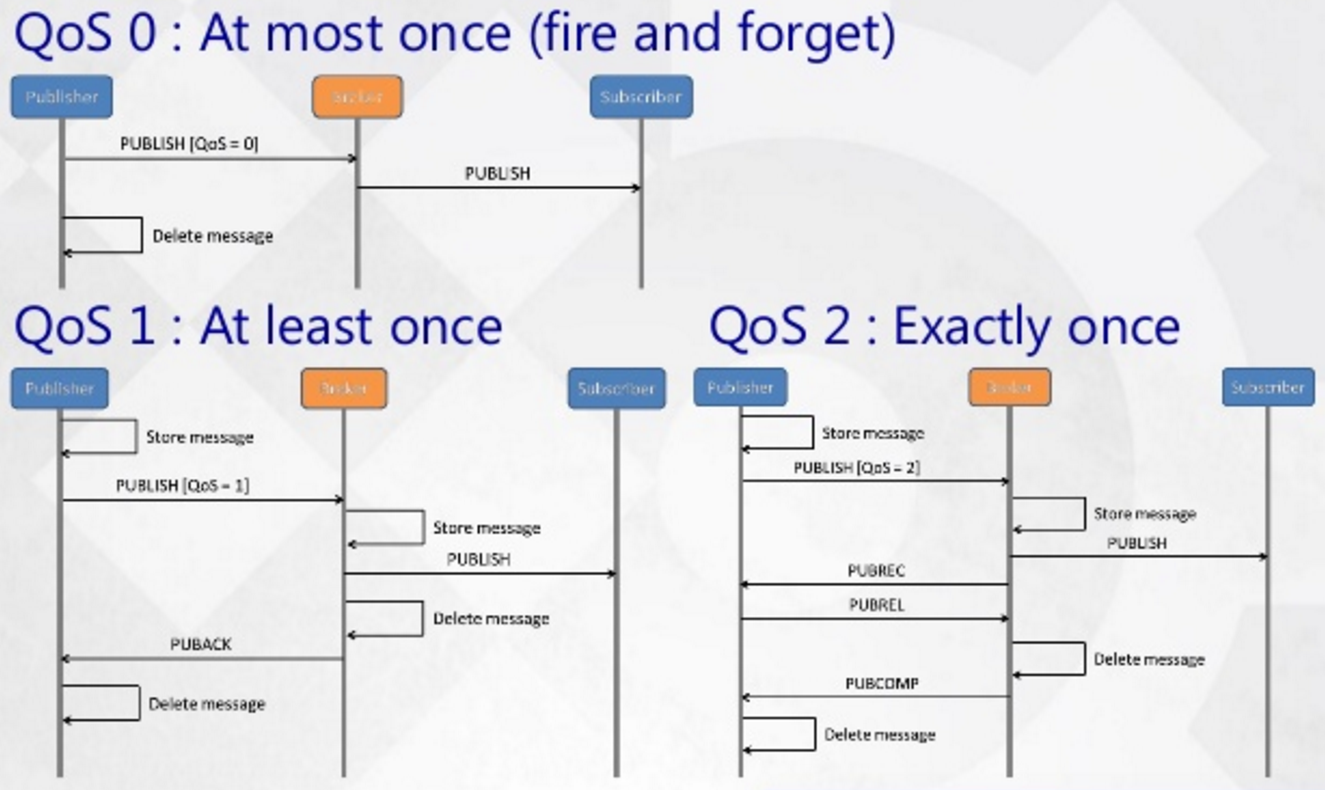 QoS 0 : At most once (fire and forget)
Publisher
Broker
Subscriber
PUBLISH [QoS = 0]
PUBLISH
Delete message
QoS 1 : At least once
Publisher
Broker
Subscriber
Store message
PUBLISH [QoS = 1]
Store message
PUBLISH
Delete message
PUBACK
Delete message
QoS 2 : Exactly once
Publisher
Broker
Subscriber
Store message
PUBLISH [QoS = 2]
Store message
PUBLISH
PUBREC
PUBREL
Delete message
PUBCOMP
Delete message